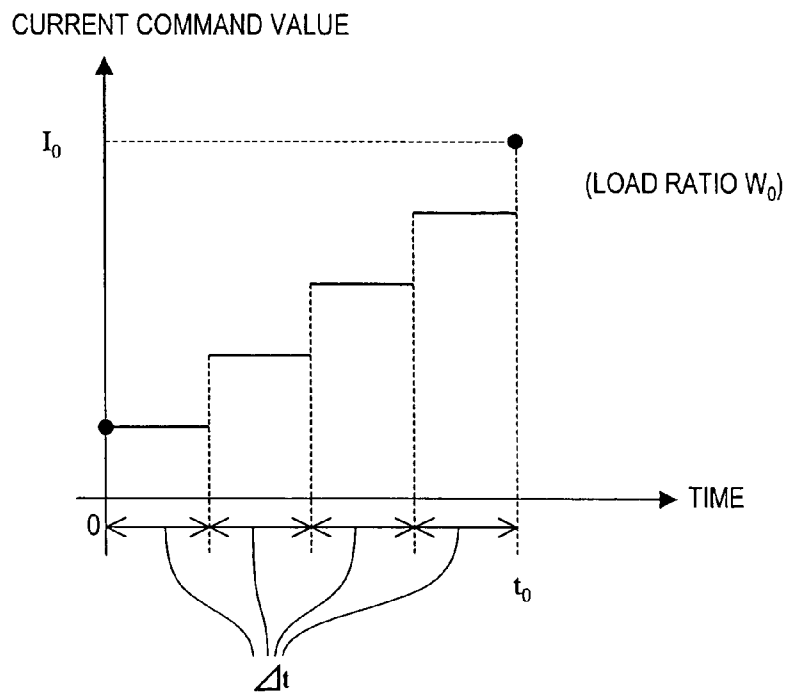 CURRENT COMMAND VALUE
I₀
(LOAD RATIO W₀)
TIME
0
t₀
⊿t